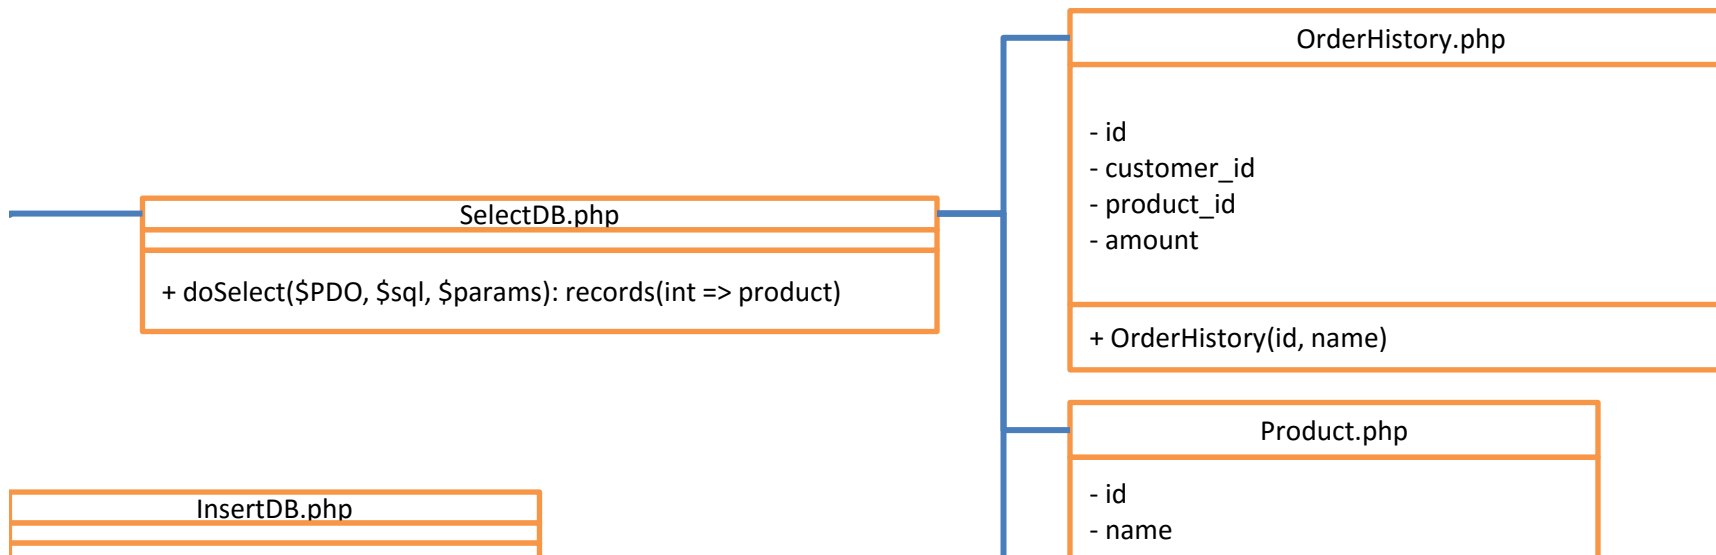 OrderHistory.php
- id
- customer_id
- product_id
- amount
+ OrderHistory(id, name)
SelectDB.php
+ doSelect($PDO, $sql, $params): records(int => product)
Product.php
- id
- name
InsertDB.php